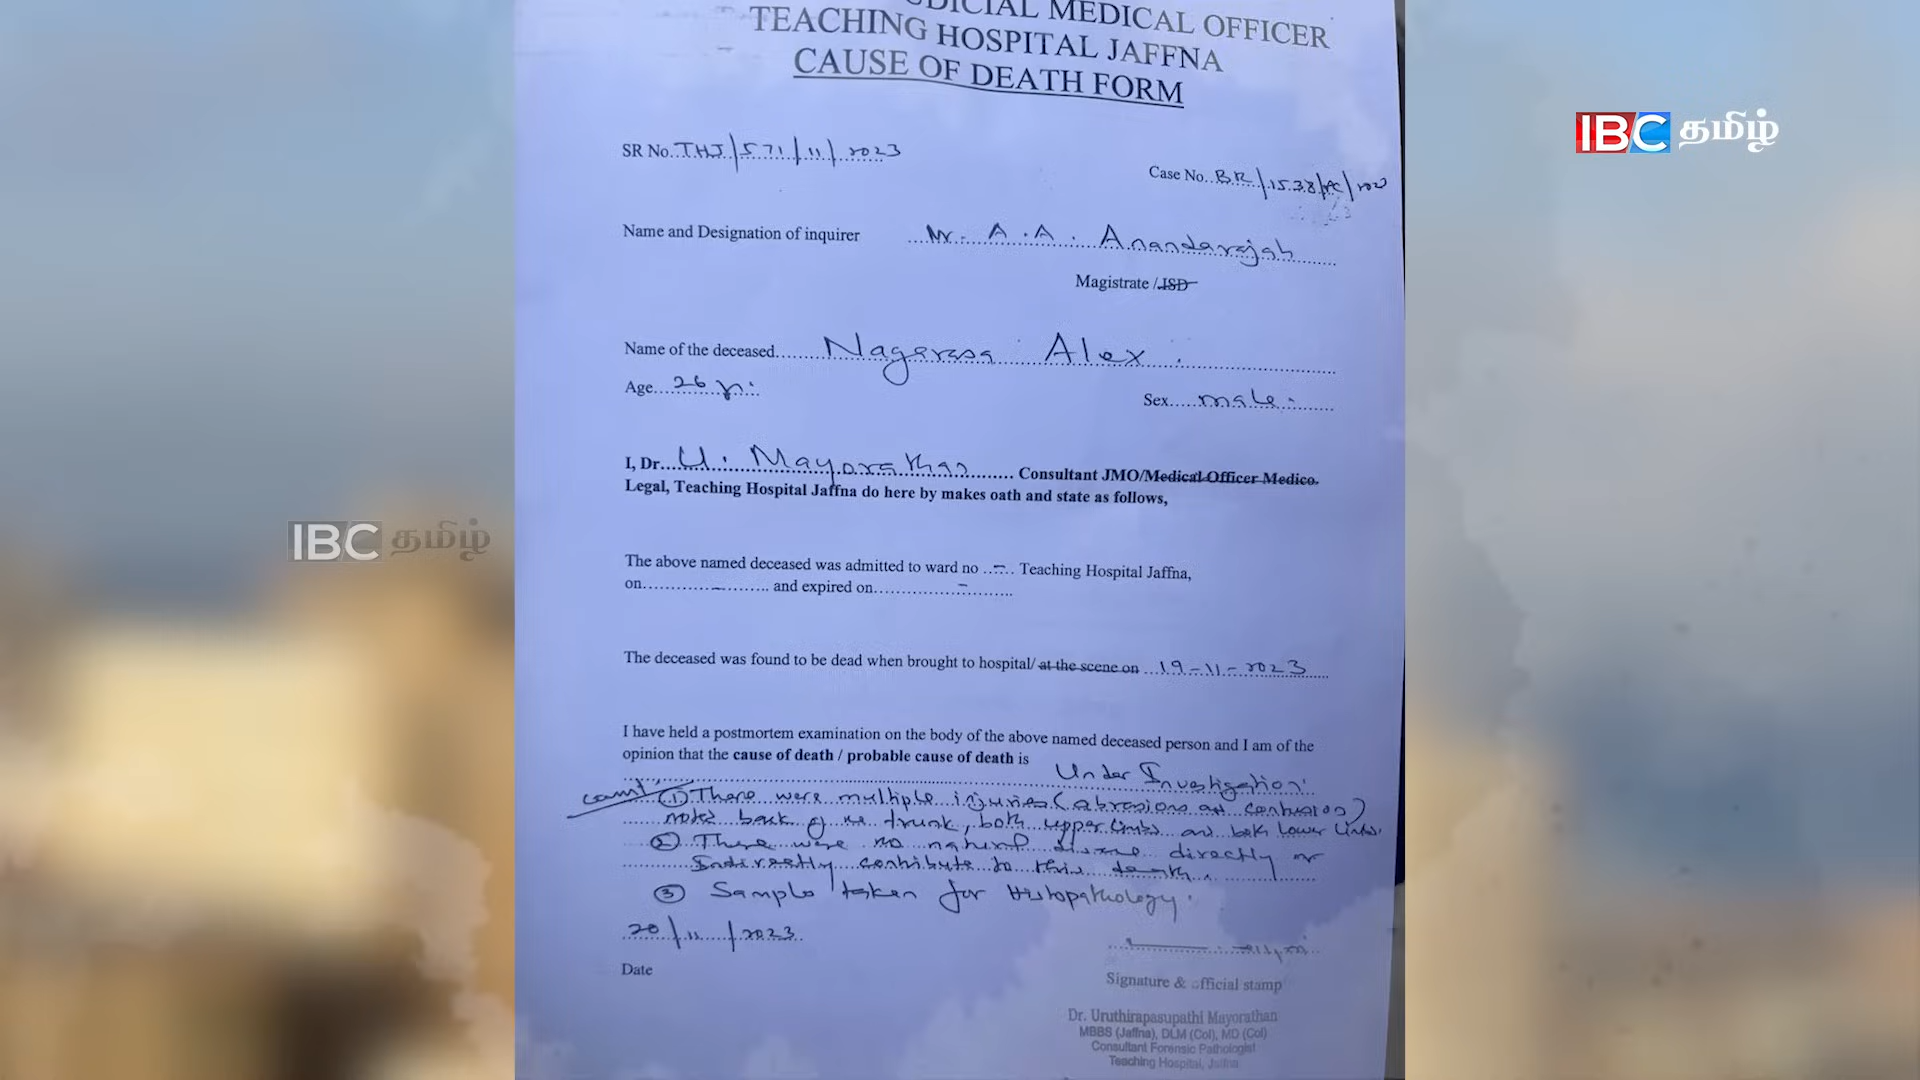 JUDICIAL MEDICAL OFFICER
TEACHING HOSPITAL JAFFNA
CAUSE OF DEATH FORM
IBC தமிழ்
SR No. THJ/571/11/2023
Case No. BR/1538/PC/2023
Name and Designation of inquirer Mr. A.A. Anandarajah
Magistrate /JSD
Name of the deceased Nagerasa Alex.
Age 26 yr.
Sex male.
I, Dr. U. Mayorathan Consultant JMO/Medical Officer Medico.
Legal, Teaching Hospital Jaffna do here by makes oath and state as follows,
IBC தமிழ்
The above named deceased was admitted to ward no - Teaching Hospital Jaffna,
on - and expired on -
The deceased was found to be dead when brought to hospital/ at the scene on 19-11-2023
I have held a postmortem examination on the body of the above named deceased person and I am of the
opinion that the cause of death / probable cause of death is
Under Investigation.
(1) There were multiple injuries (abrasions and contusion)
noted back of the trunk, both upper limbs and both lower limbs.
(2) There were no natural disease directly or
Indirectly contribute to this death.
(3) Sample taken for Histopathology.
20/11/2023
Date
Signature & official stamp
Dr. Uruthirapasupathi Mayorathan
MBBS (Jaffna), DLM (Col), MD (Col)
Consultant Forensic Pathologist
Teaching Hospital, Jaffna